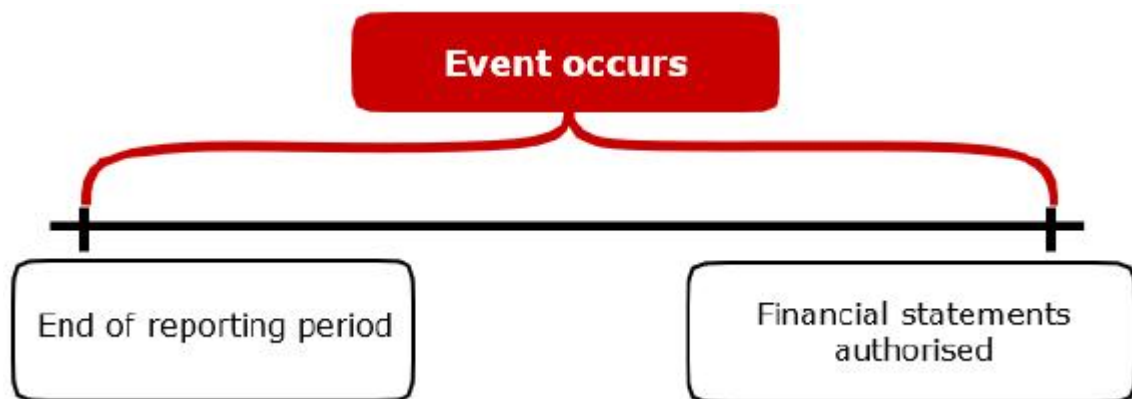 Event occurs
End of reporting period
Financial statements
authorised